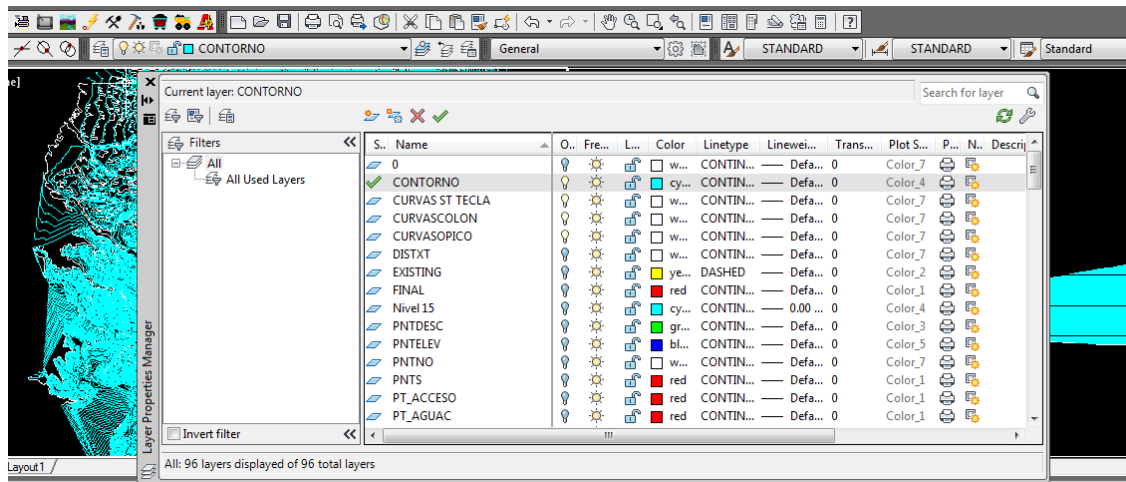 CONTORNO General STANDARD STANDARD Standard
e]
Current layer: CONTORNO Search for layer
Filters
All
All Used Layers
S.. Name O.. Fre... L... Color Linetype Linewei... Trans... Plot S... P... N.. Descri
0 w... CONTIN... Defa... 0 Color_7
CONTORNO cy... CONTIN... Defa... 0 Color_4
CURVAS ST TECLA w... CONTIN... Defa... 0 Color_7
CURVASCOLON w... CONTIN... Defa... 0 Color_7
CURVASOPICO w... CONTIN... Defa... 0 Color_7
DISTXT w... CONTIN... Defa... 0 Color_7
EXISTING ye... DASHED Defa... 0 Color_2
FINAL red CONTIN... Defa... 0 Color_1
Nivel 15 cy... CONTIN... 0.00 ... 0 Color_4
PNTDESC gr... CONTIN... Defa... 0 Color_3
PNTELEV bl... CONTIN... Defa... 0 Color_5
PNTNO w... CONTIN... Defa... 0 Color_7
PNTS red CONTIN... Defa... 0 Color_1
PT_ACCESO red CONTIN... Defa... 0 Color_1
PT_AGUAC red CONTIN... Defa... 0 Color_1
Invert filter
Layer Properties Manager
All: 96 layers displayed of 96 total layers
Layout1